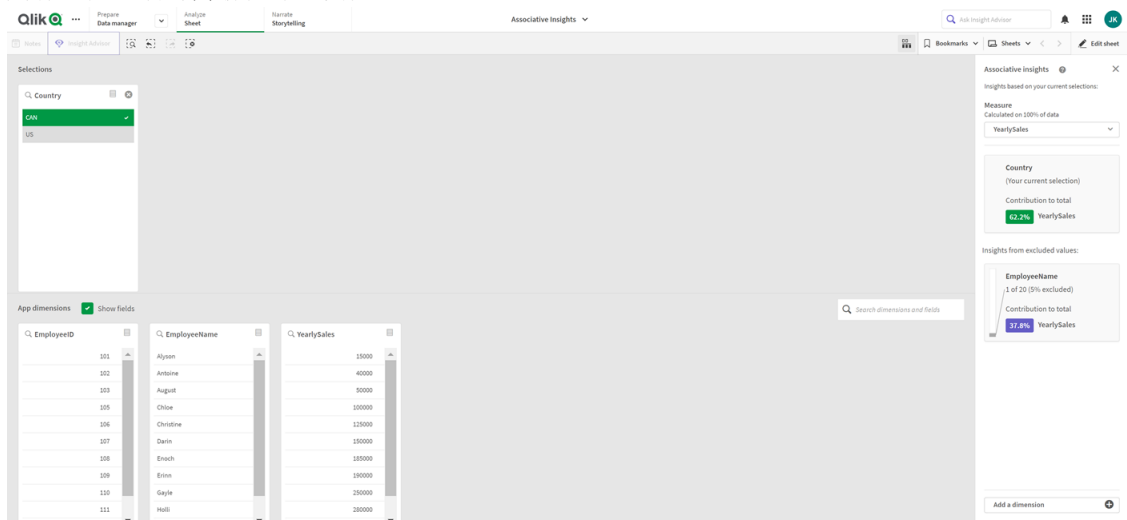 Qlik
Prepare
Data manager
Analyze
Sheet
Narrate
Storytelling
Associative Insights
Ask Insight Advisor
JK
Notes
Insight Advisor
Bookmarks
Sheets
Edit sheet
Selections
Country
CAN
US
Associative insights
Insights based on your current selections:
Measure
Calculated on 100% of data
YearlySales
Country
(Your current selection)
Contribution to total
62.2% YearlySales
Insights from excluded values:
EmployeeName
1 of 20 (5% excluded)
Contribution to total
37.8% YearlySales
Add a dimension
App dimensions
Show fields
Search dimensions and fields
EmployeeID
101
102
103
105
106
107
108
109
110
111
EmployeeName
Alyson
Antoine
August
Chloe
Christine
Darin
Enoch
Erinn
Gayle
Holli
YearlySales
15000
40000
50000
100000
125000
150000
185000
190000
250000
280000